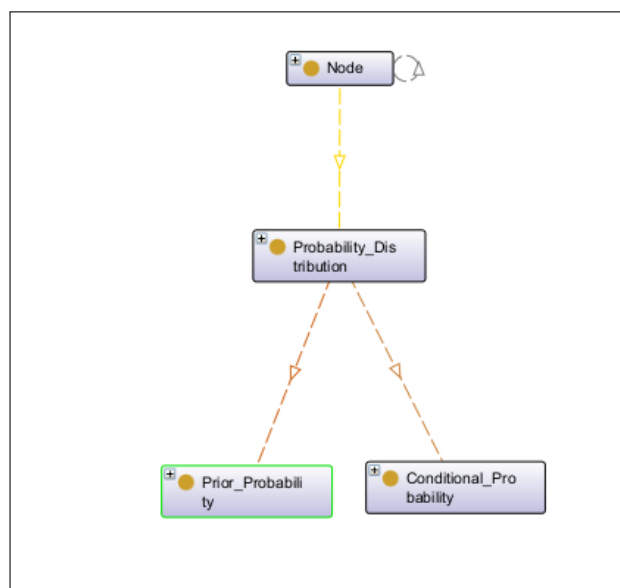 Node
Probability_Dis
tribution
Prior_Probabili
ty
Conditional_Pro
bability